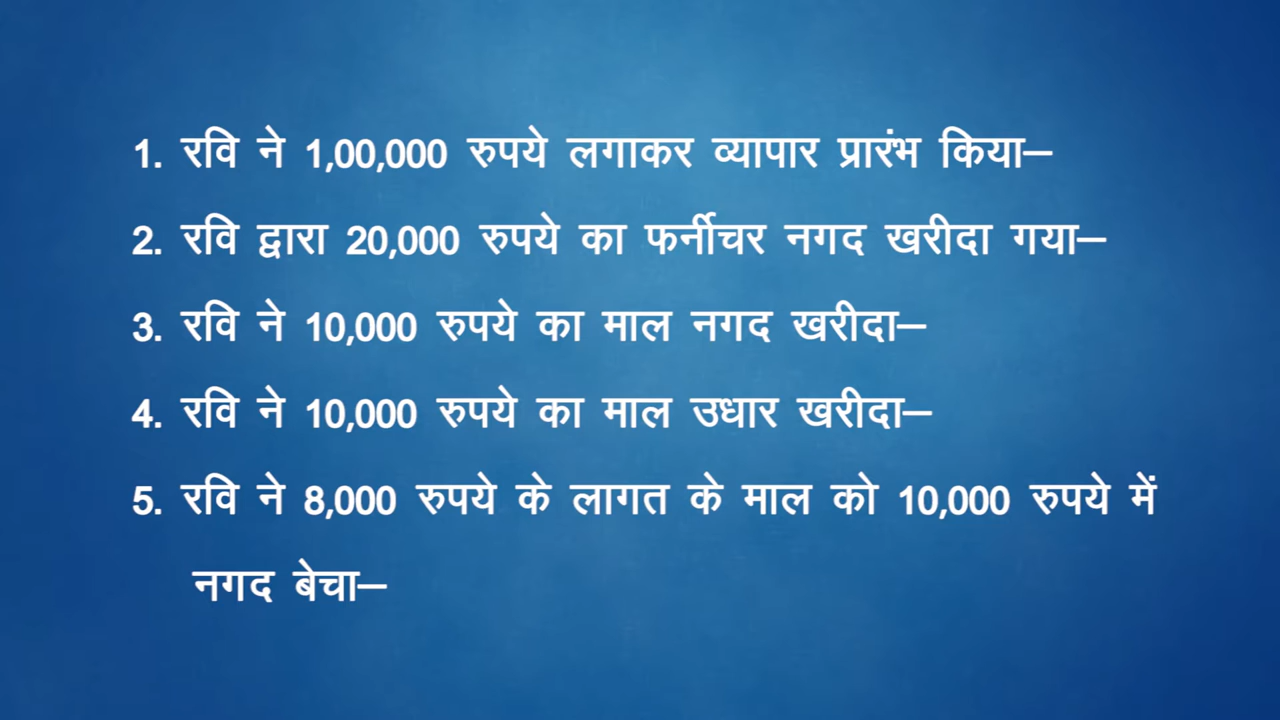 1. रवि ने 1,00,000 रुपये लगाकर व्यापार प्रारंभ किया–
2. रवि द्वारा 20,000 रुपये का फर्नीचर नगद खरीदा गया–
3. रवि ने 10,000 रुपये का माल नगद खरीदा–
4. रवि ने 10,000 रुपये का माल उधार खरीदा–
5. रवि ने 8,000 रुपये के लागत के माल को 10,000 रुपये में
नगद बेचा–